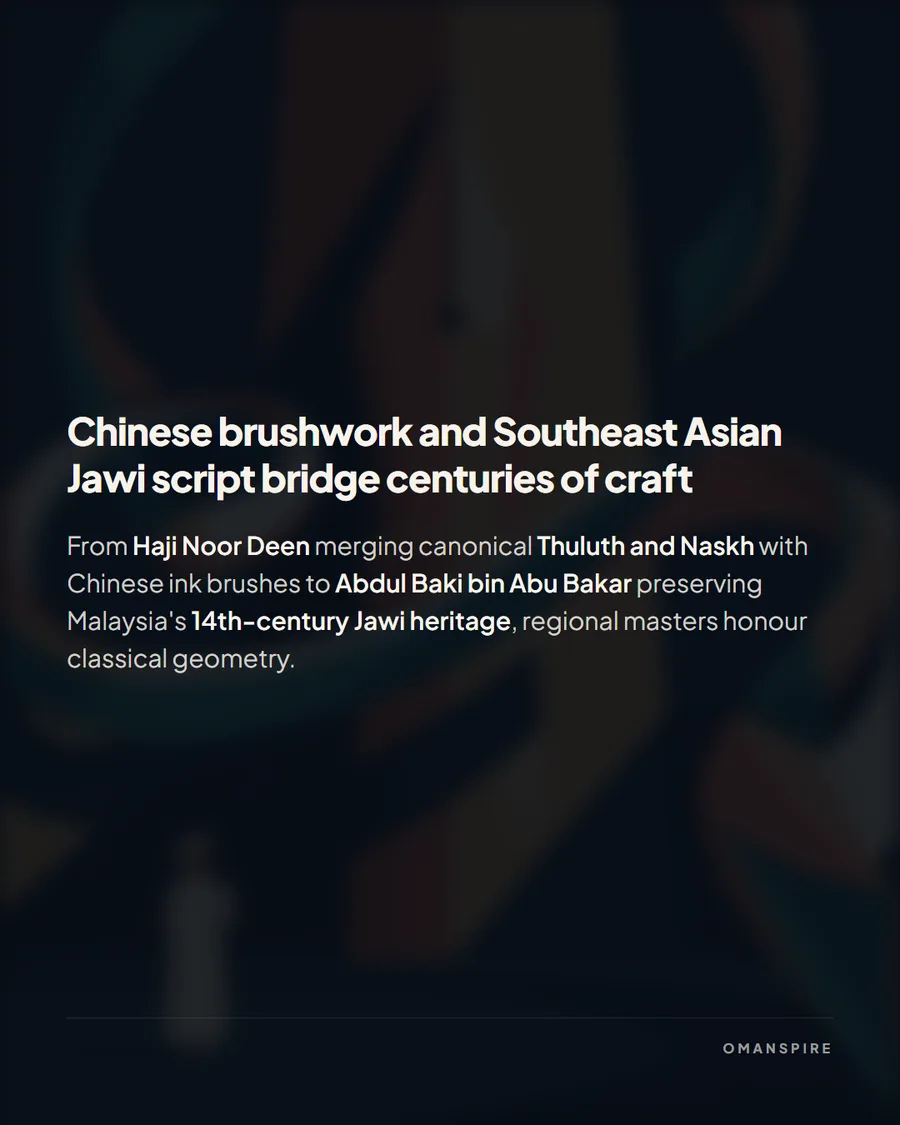 Chinese brushwork and Southeast Asian
Jawi script bridge centuries of craft
From Haji Noor Deen merging canonical Thuluth and Naskh with
Chinese ink brushes to Abdul Baki bin Abu Bakar preserving
Malaysia's 14th-century Jawi heritage, regional masters honour
classical geometry.
OMANSPIRE